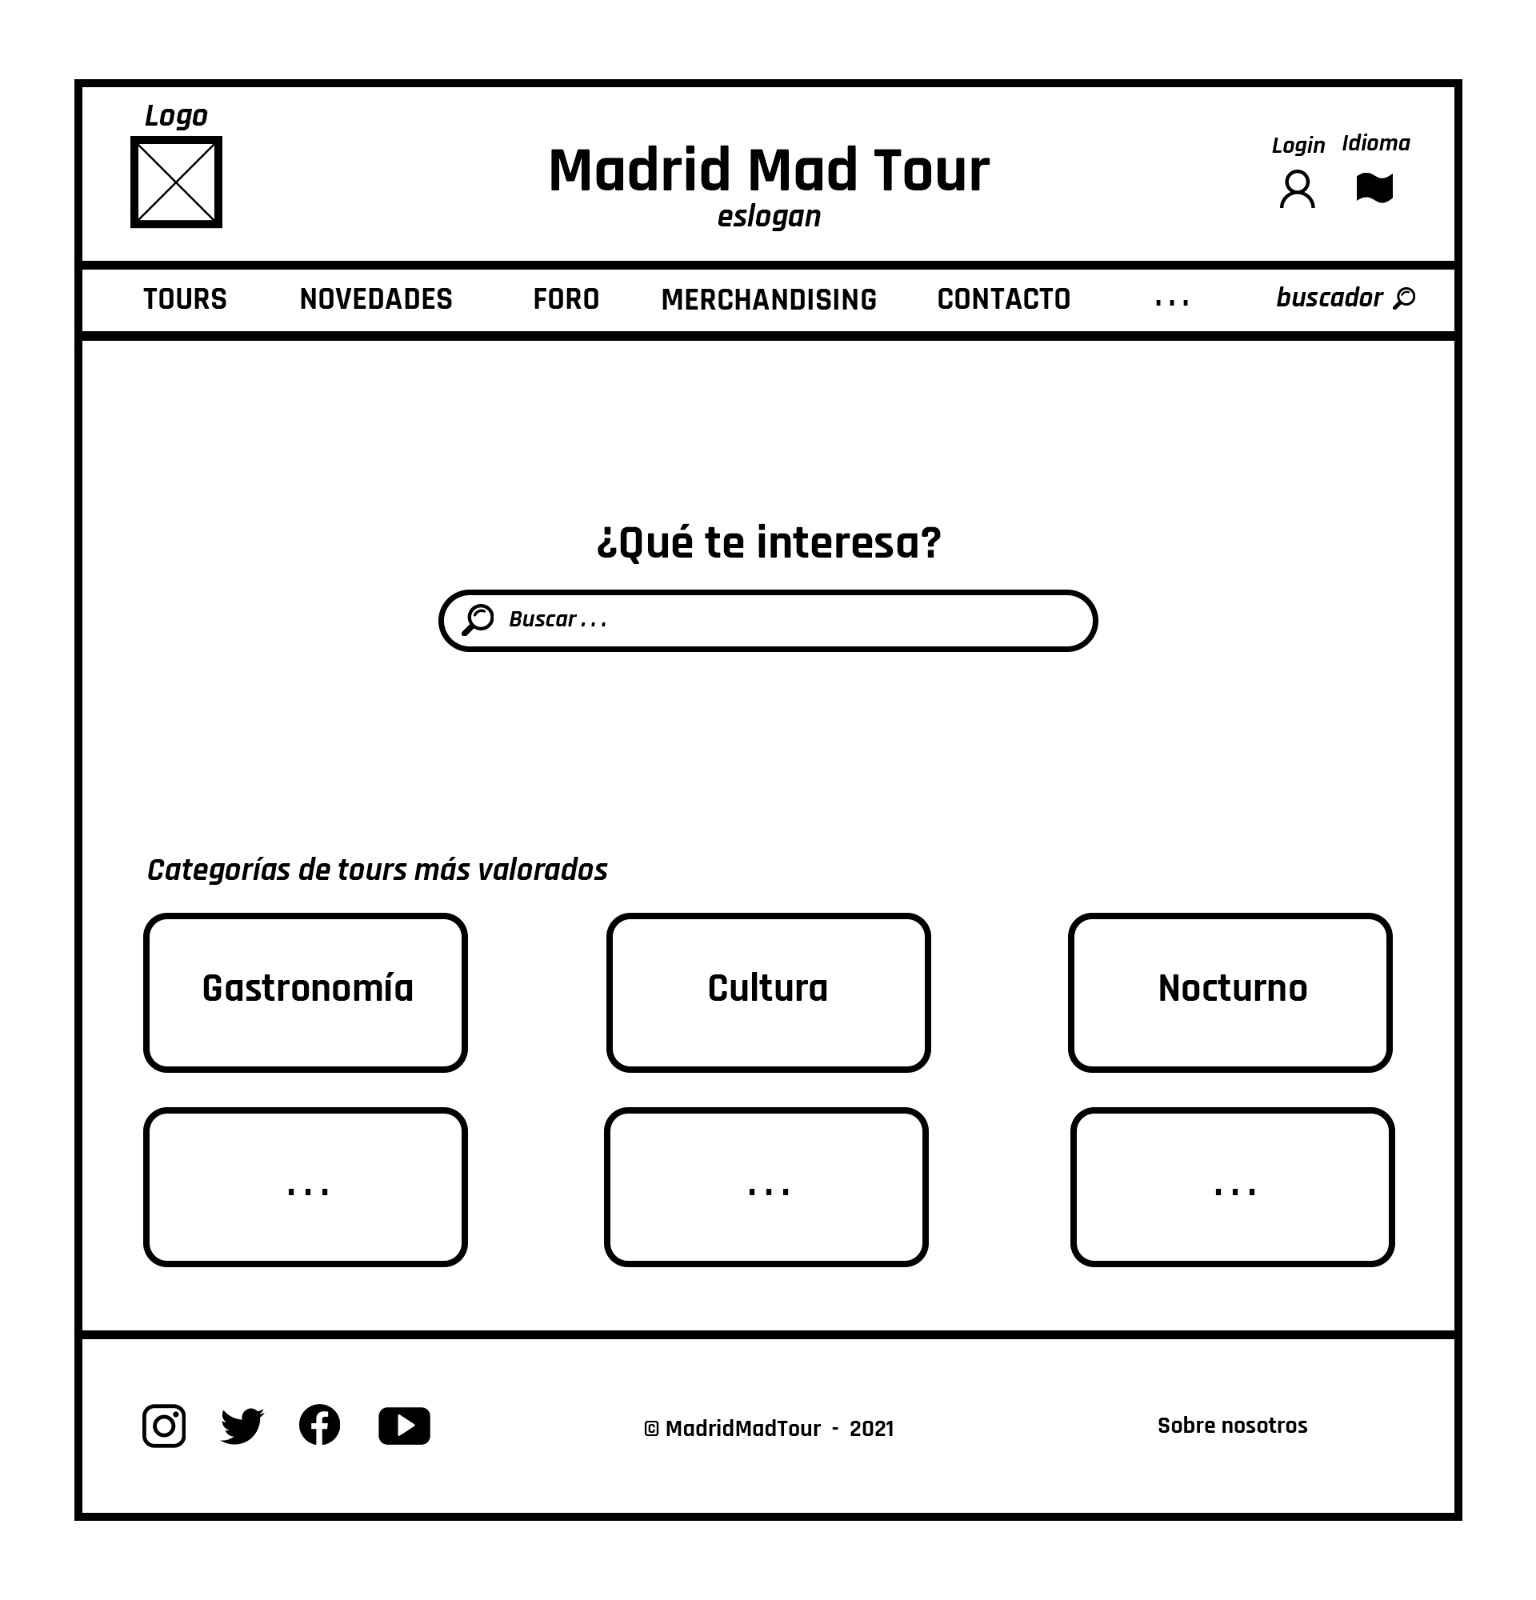 Logo
Madrid Mad Tour
eslogan
Login Idioma
TOURS NOVEDADES FORO MERCHANDISING CONTACTO ... buscador
¿Qué te interesa?
Buscar...
Categorías de tours más valorados
Gastronomía Cultura Nocturno
... ... ...
© MadridMadTour - 2021 Sobre nosotros